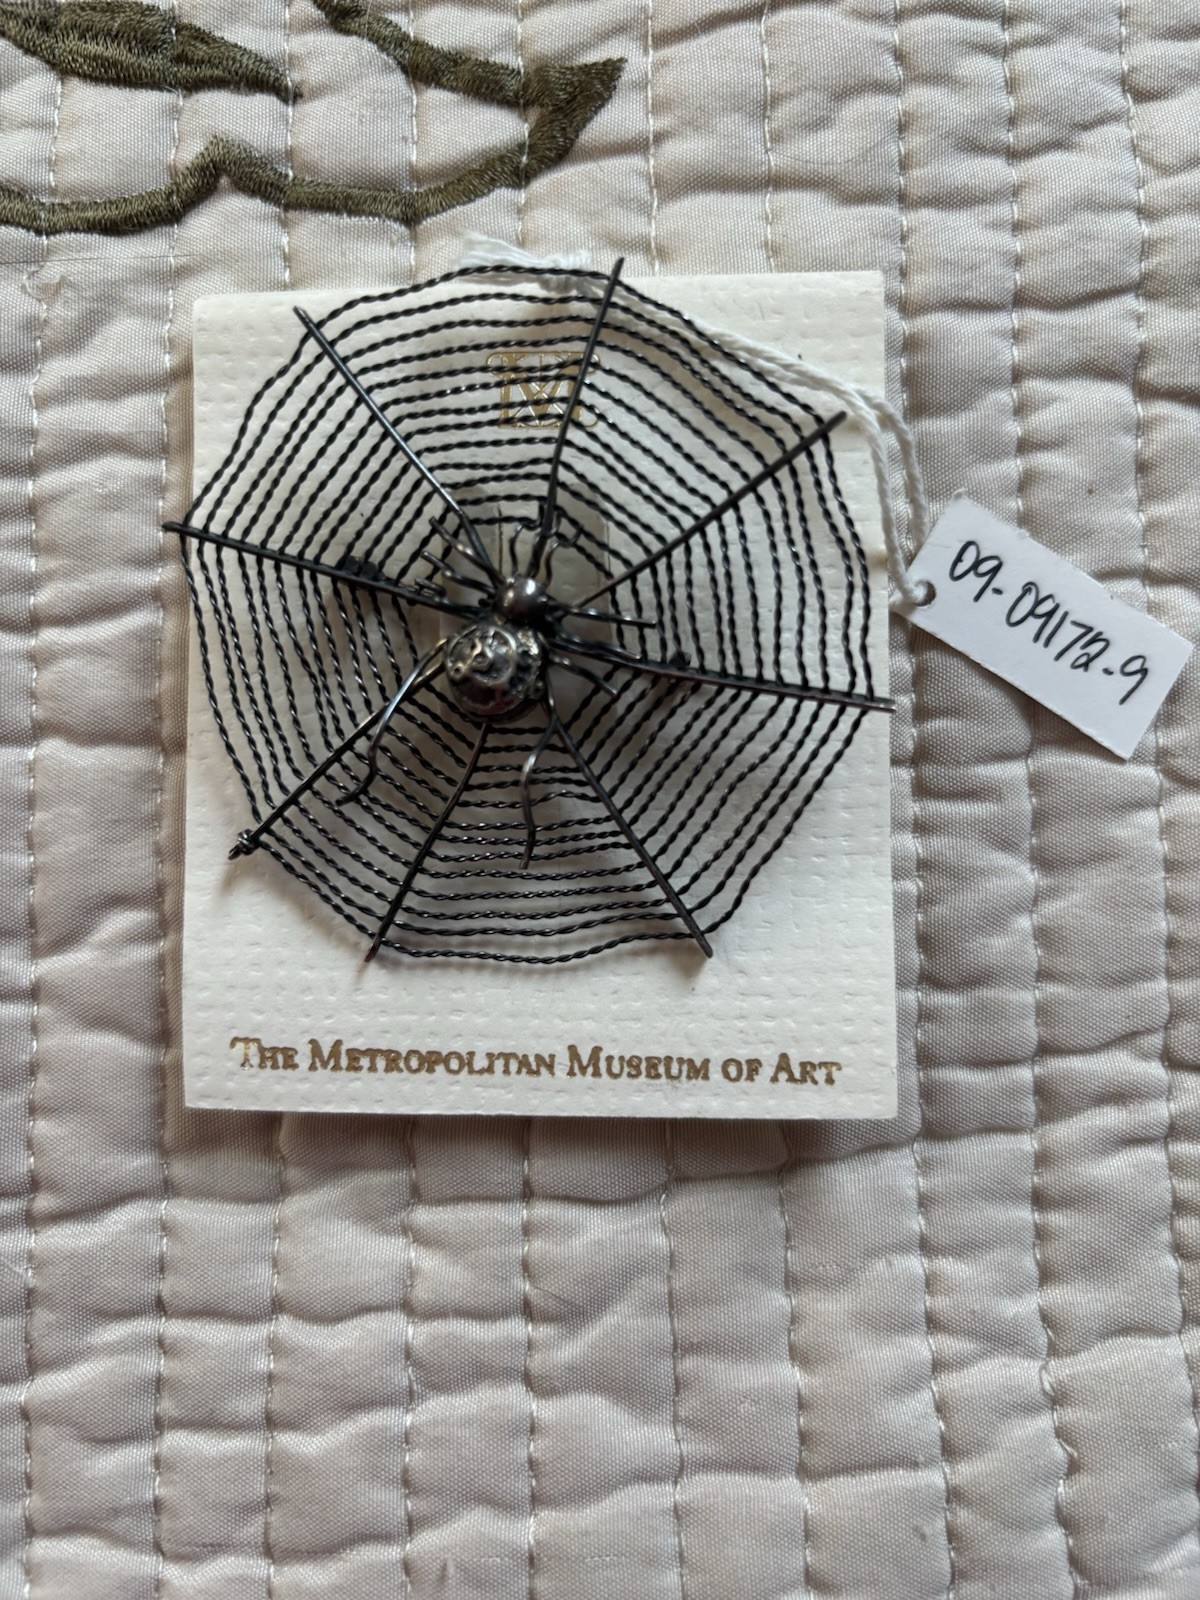 M
09-09172-9
THE METROPOLITAN MUSEUM OF ART